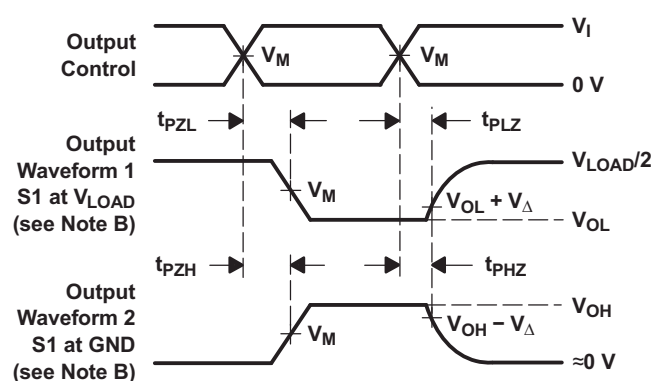 Output
Control
V_I
V_M
V_M
0 V
t_PZL
t_PLZ
Output
Waveform 1
S1 at V_LOAD
(see Note B)
V_LOAD/2
V_M
V_OL + V_Δ
V_OL
t_PZH
t_PHZ
Output
Waveform 2
S1 at GND
(see Note B)
V_OH
V_M
V_OH − V_Δ
≈0 V